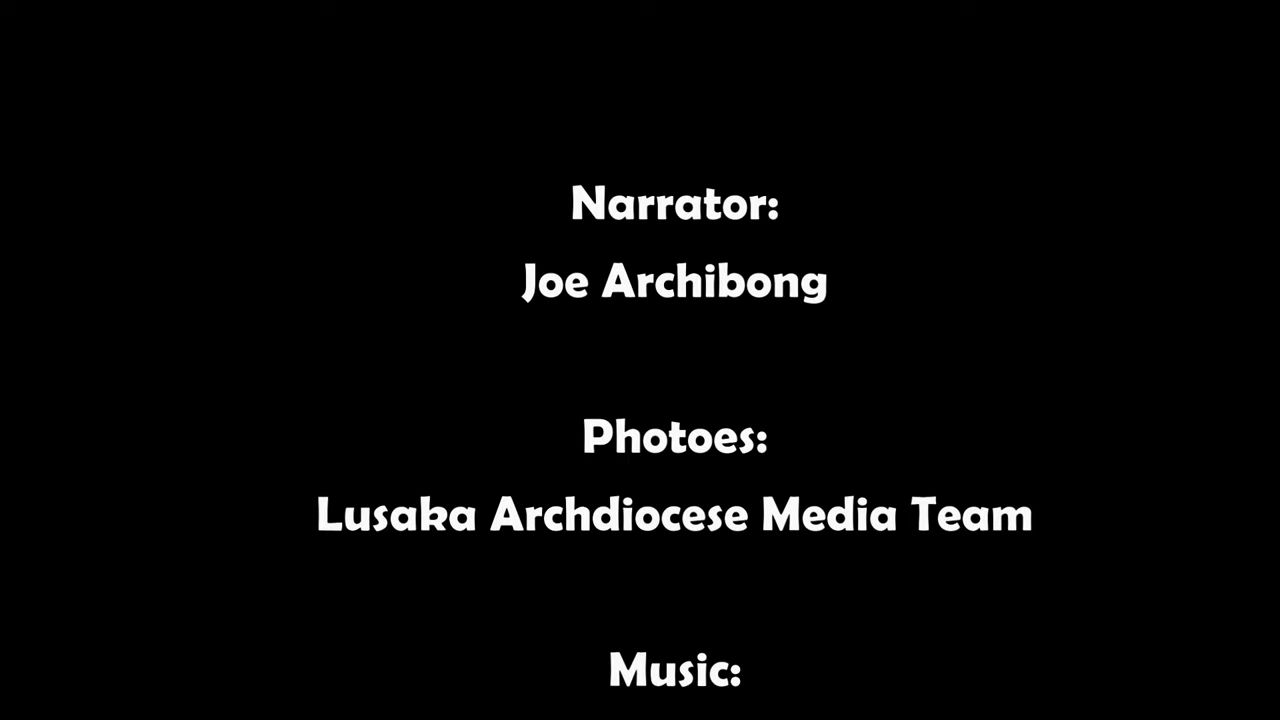 Narrator:
Joe Archibong
Photoes:
Lusaka Archdiocese Media Team
Music: